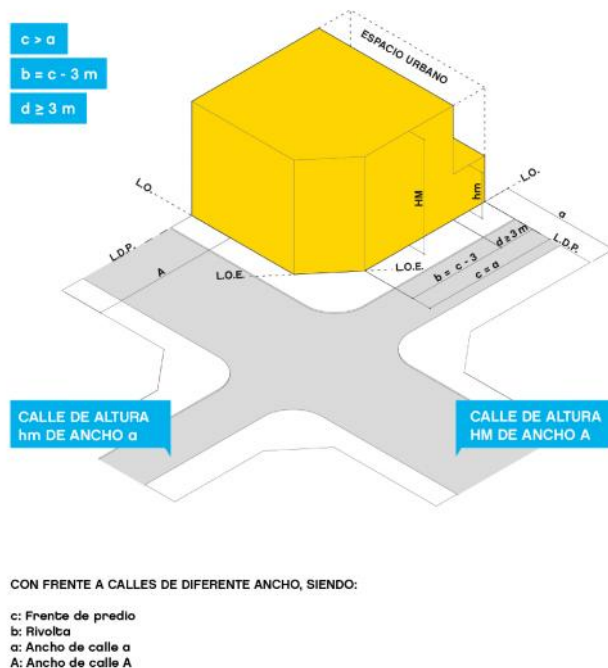 c > a
b = c - 3 m
d ≥ 3 m
ESPACIO URBANO
L.O.
L.O.
HM
hm
a
L.D.P.
L.D.P.
A
L.O.E.
L.O.E.
d ≥ 3 m
b = c - 3
c = a
CALLE DE ALTURA
hm DE ANCHO a
CALLE DE ALTURA
HM DE ANCHO A
CON FRENTE A CALLES DE DIFERENTE ANCHO, SIENDO:
c: Frente de predio
b: Rivolta
a: Ancho de calle a
A: Ancho de calle A